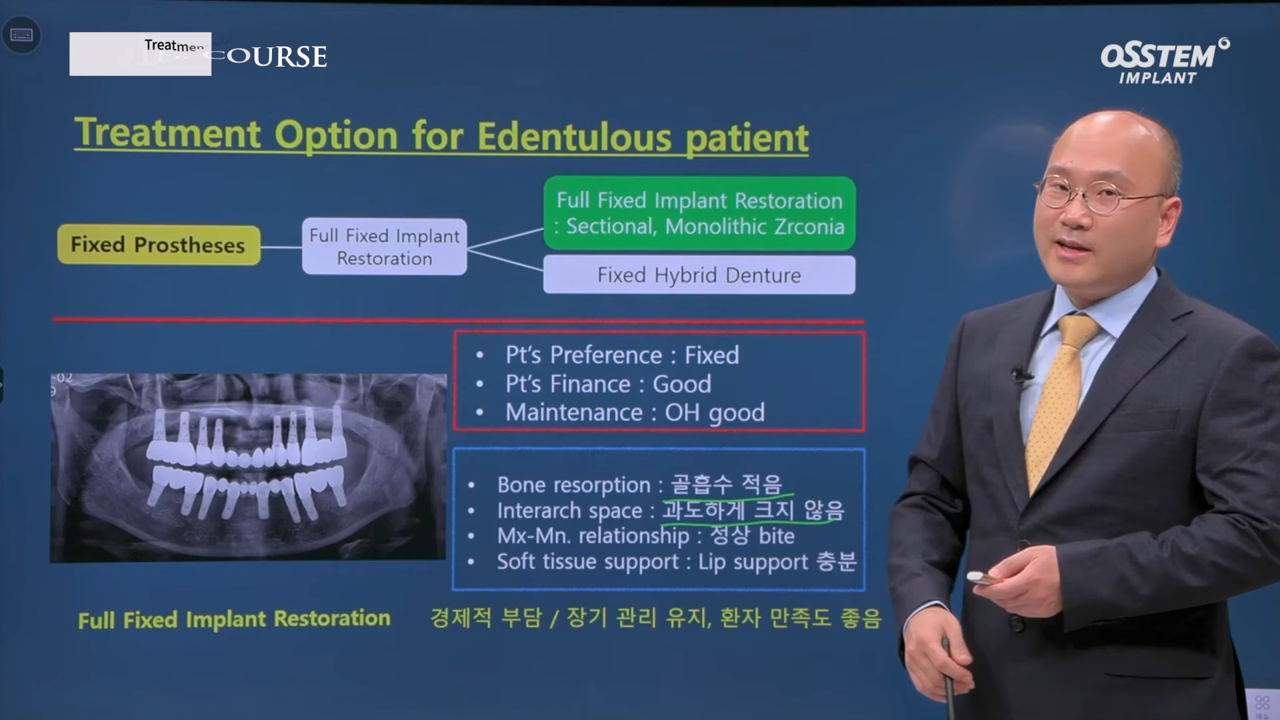 Treatmen
COURSE
OSSTEM
IMPLANT
Treatment Option for Edentulous patient
Fixed Prostheses
Full Fixed Implant
Restoration
Full Fixed Implant Restoration
: Sectional, Monolithic Zrconia
Fixed Hybrid Denture
02
9
• Pt's Preference : Fixed
• Pt's Finance : Good
• Maintenance : OH good
• Bone resorption : 골흡수 적음
• Interarch space : 과도하게 크지 않음
• Mx-Mn. relationship : 정상 bite
• Soft tissue support : Lip support 충분
Full Fixed Implant Restoration
경제적 부담 / 장기 관리 유지, 환자 만족도 좋음